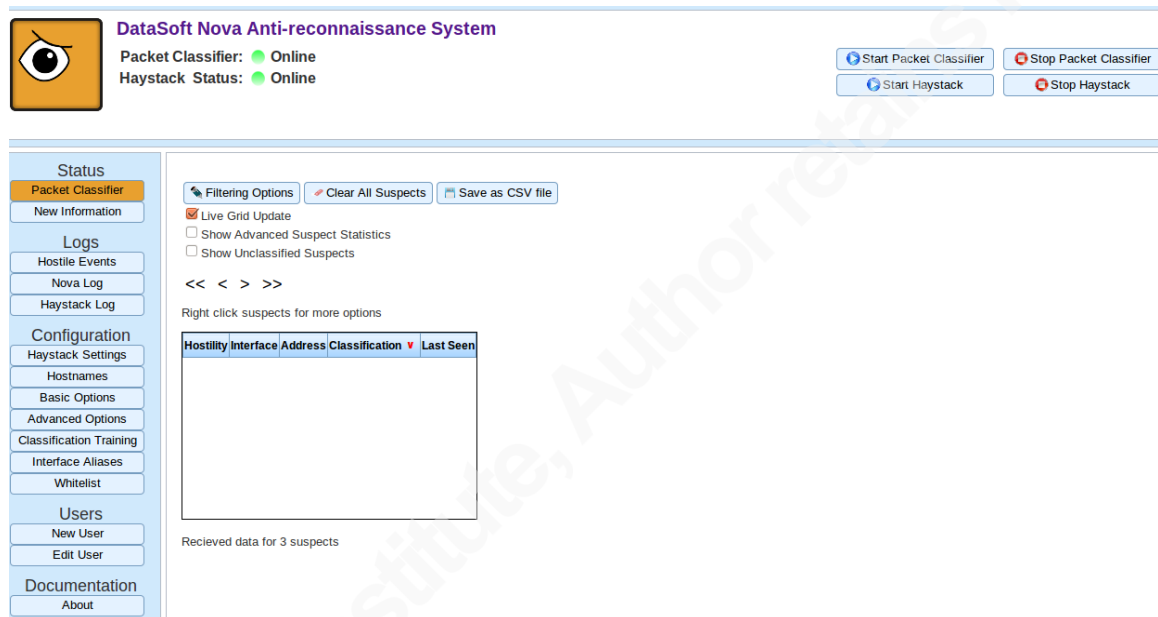 DataSoft Nova Anti-reconnaissance System
Packet Classifier: Online
Haystack Status: Online
Start Packet Classifier
Stop Packet Classifier
Start Haystack
Stop Haystack
Status
Packet Classifier
New Information
Logs
Hostile Events
Nova Log
Haystack Log
Configuration
Haystack Settings
Hostnames
Basic Options
Advanced Options
Classification Training
Interface Aliases
Whitelist
Users
New User
Edit User
Documentation
About
Filtering Options
Clear All Suspects
Save as CSV file
Live Grid Update
Show Advanced Suspect Statistics
Show Unclassified Suspects
<< < > >>
Right click suspects for more options
Hostility Interface Address Classification v Last Seen
Recieved data for 3 suspects
stitute, Author retains